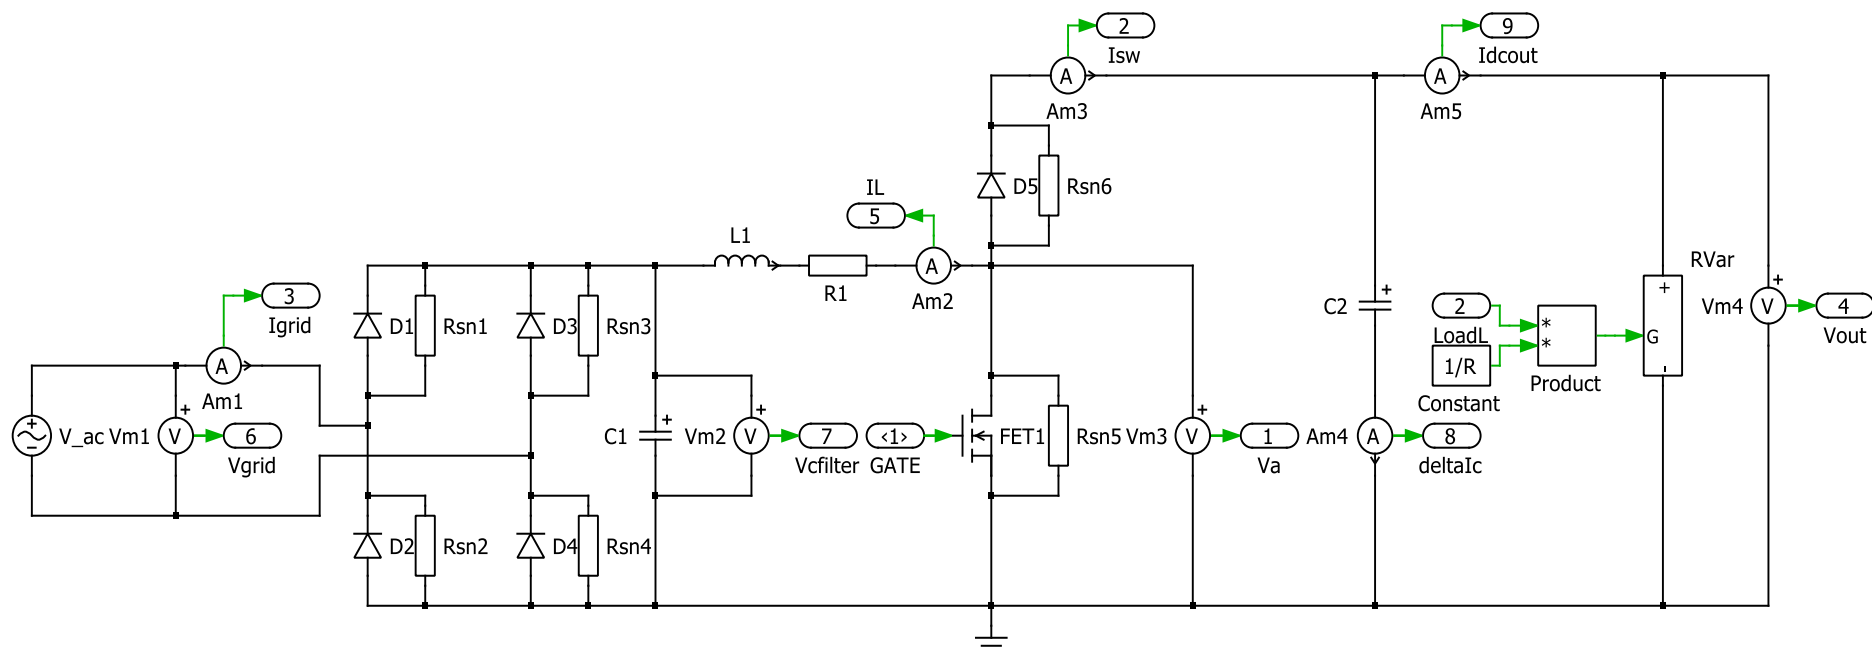 2
Isw
9
Idcout
A
Am3
A
Am5
D5
Rsn6
IL
5
L1
R1
A
Am2
RVar
3
Igrid
D1
Rsn1
D3
Rsn3
C2
2
LoadL
1/R
Constant
*
*
Product
+
G
-
Vm4
+
V
4
Vout
A
Am1
V_ac
+
−
Vm1
+
V
6
Vgrid
C1
+
Vm2
+
V
7
Vcfilter
<1>
GATE
FET1
Rsn5
Vm3
+
V
1
Va
+
Am4
A
8
deltaIc
D2
Rsn2
D4
Rsn4